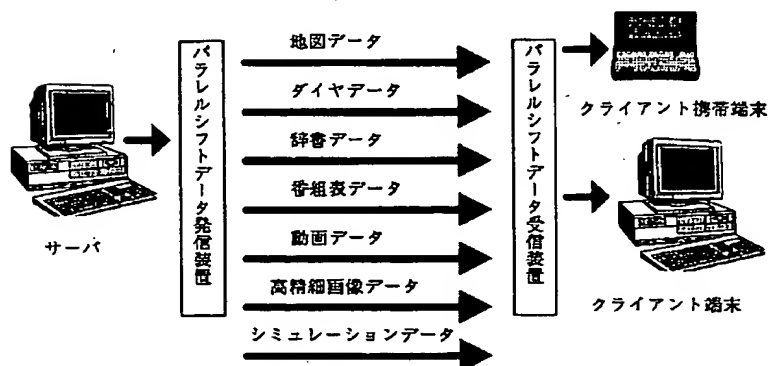 サーバ
パラレルシフトデータ発信装置
地図データ
ダイヤデータ
辞書データ
番組表データ
動画データ
高精細画像データ
シミュレーションデータ
パラレルシフトデータ受信装置
クライアント携帯端末
クライアント端末